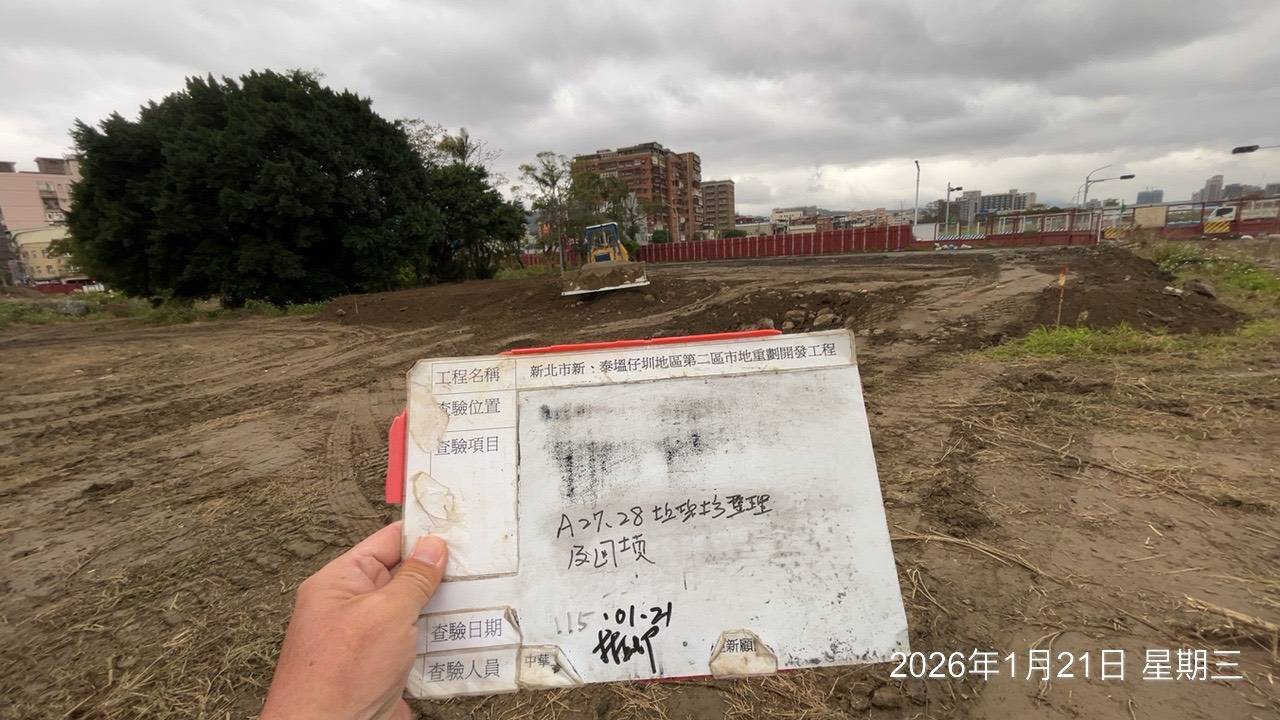 工程名稱 新北市新、泰塭仔圳地區第二區市地重劃開發工程
查驗位置
查驗項目
A27、28 垃圾均整理
及回填
查驗日期 115.01.21
查驗人員 中華 新顧
2026年1月21日 星期三